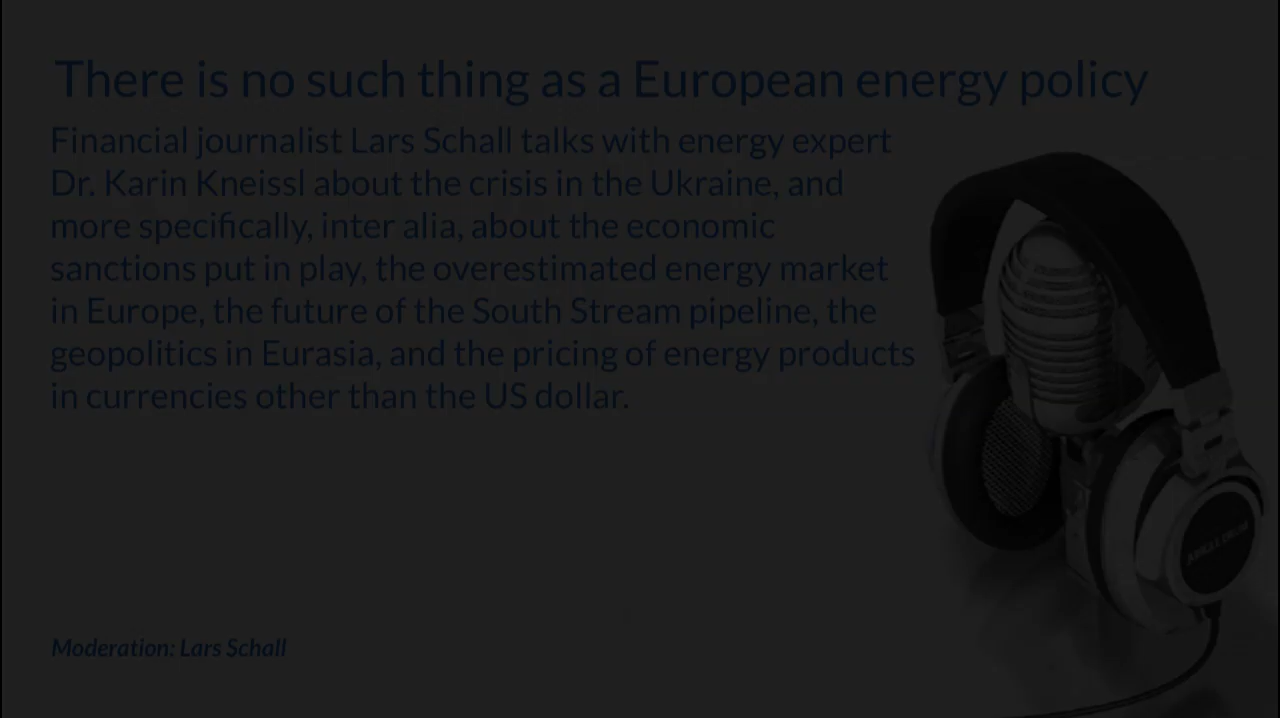 There is no such thing as a European energy policy
Financial journalist Lars Schall talks with energy expert
Dr. Karin Kneissl about the crisis in the Ukraine, and
more specifically, inter alia, about the economic
sanctions put in play, the overestimated energy market
in Europe, the future of the South Stream pipeline, the
geopolitics in Eurasia, and the pricing of energy products
in currencies other than the US dollar.
Moderation: Lars Schall